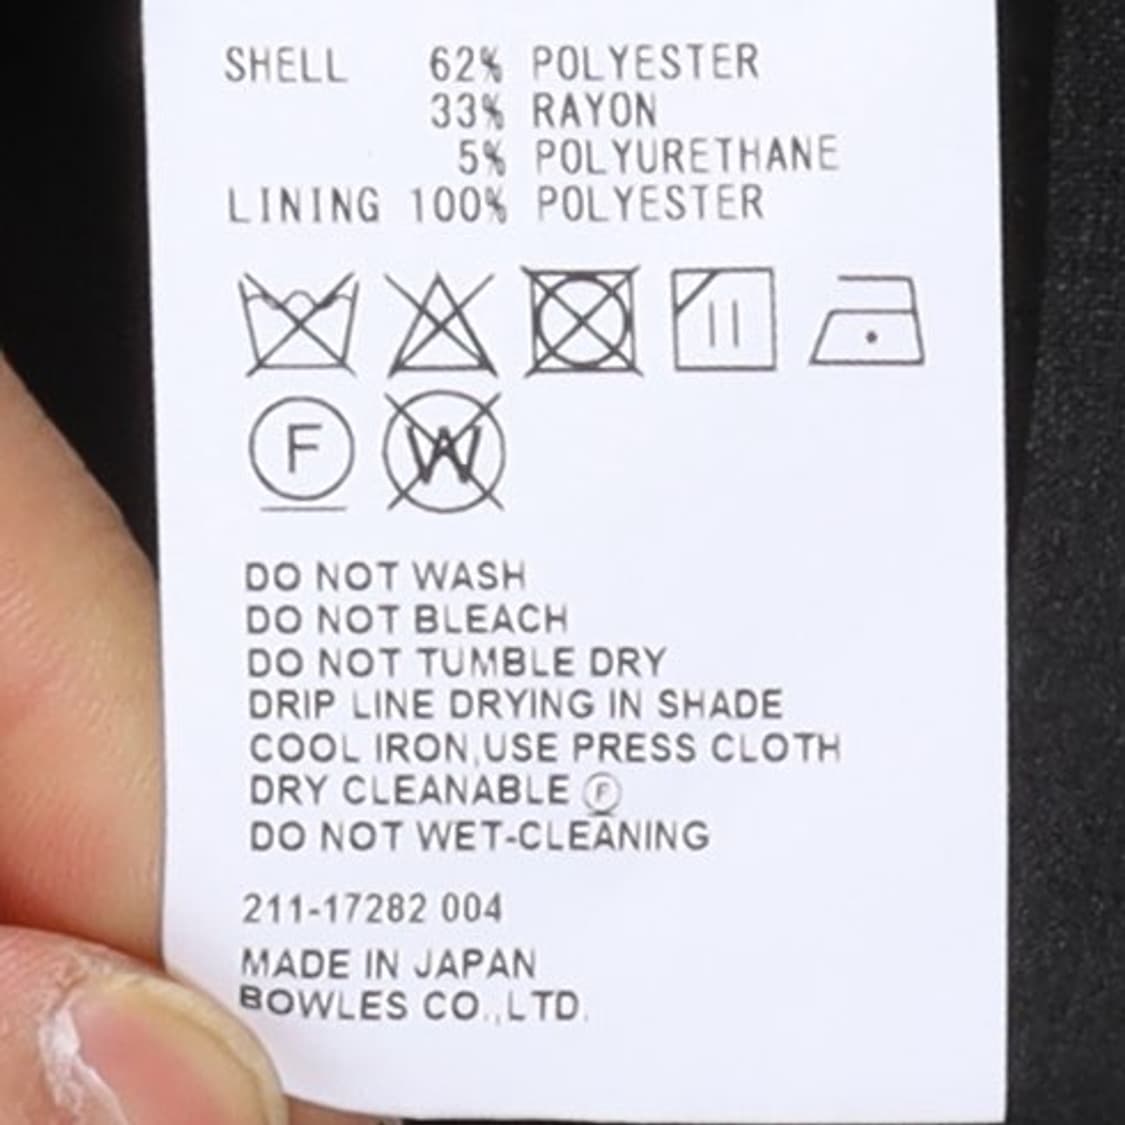 SHELL 62% POLYESTER
33% RAYON
5% POLYURETHANE
LINING 100% POLYESTER
F W
DO NOT WASH
DO NOT BLEACH
DO NOT TUMBLE DRY
DRIP LINE DRYING IN SHADE
COOL IRON,USE PRESS CLOTH
DRY CLEANABLE Ⓕ
DO NOT WET-CLEANING
211-17282 004
MADE IN JAPAN
BOWLES CO.,LTD.